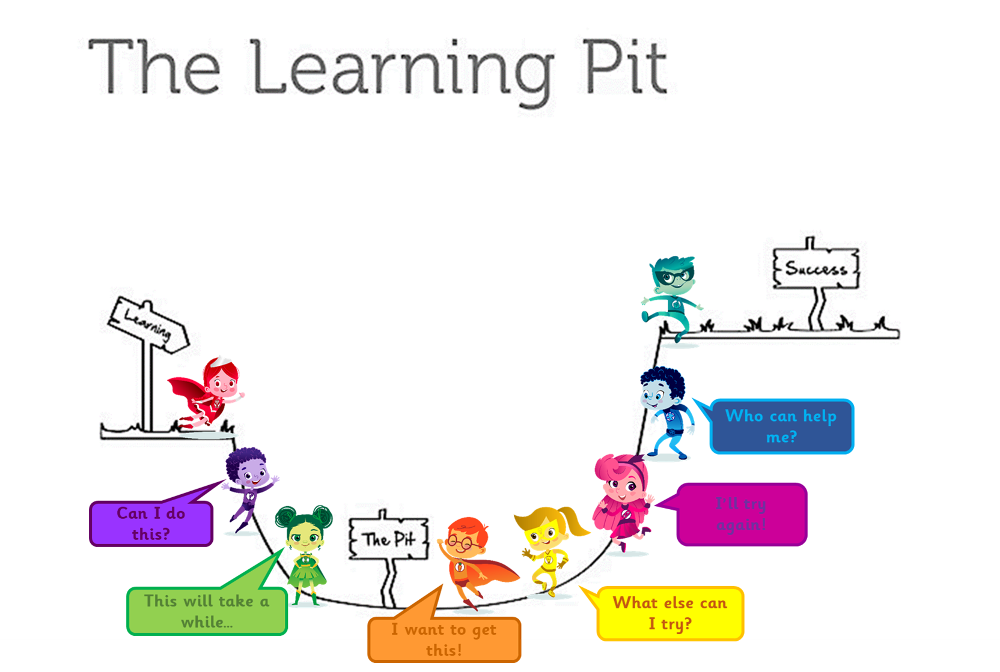 The Learning Pit
Success
Learning
Who can help
me?
I'll try
again!
Can I do
this?
The Pit
This will take a
while...
What else can
I try?
I want to get
this!